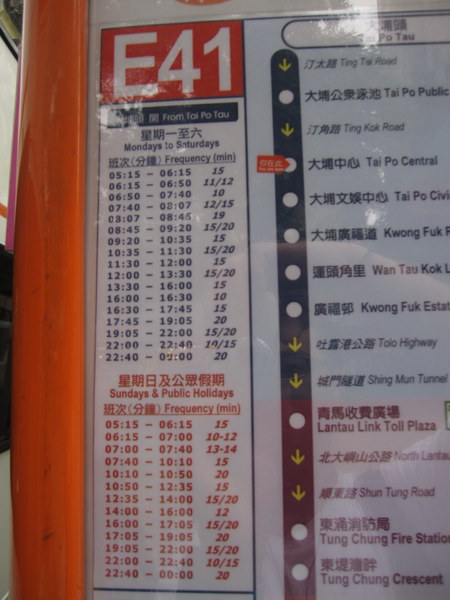 E41
開 From Tai Po Tau
星期一至六
Mondays to Saturdays
班次(分鐘) Frequency (min)
05:15 – 06:15 15
06:15 – 06:50 11/12
06:50 – 07:40 10
07:40 – 08:07 12/15
08:07 – 08:45 19
08:45 – 09:20 15/20
09:20 – 10:35 15
10:35 – 11:30 15/20
11:30 – 12:00 15
12:00 – 13:30 15/20
13:30 – 16:00 15
16:00 – 16:30 10
16:30 – 17:45 15
17:45 – 19:05 20
19:05 – 22:00 15/20
22:00 – 22:40 19/15
22:40 – 00:00 20
星期日及公眾假期
Sundays & Public Holidays
班次(分鐘) Frequency (min)
05:15 – 06:15 15
06:15 – 07:00 10-12
07:00 – 07:40 13-14
07:40 – 10:10 15
10:10 – 10:50 20
10:50 – 12:35 15
12:35 – 14:00 15/20
14:00 – 16:00 12
16:00 – 17:05 15/20
17:05 – 19:05 20
19:05 – 22:00 15/20
22:00 – 22:40 10/15
22:40 – 00:00 20
Po Tau
汀太路 Ting Tai Road
大埔公眾泳池 Tai Po Public
汀角路 Ting Kok Road
你在此
大埔中心 Tai Po Central
大埔文娛中心 Tai Po Civi
大埔廣福道 Kwong Fuk
運頭角里 Wan Tau Kok L
廣福邨 Kwong Fuk Estat
吐露港公路 Tolo Highway
城門隧道 Shing Mun Tunnel
青馬收費廣場
Lantau Link Toll Plaza
北大嶼山公路 North Lantau
順東路 Shun Tung Road
東涌消防局
Tung Chung Fire Station
東堤灣畔
Tung Chung Crescent